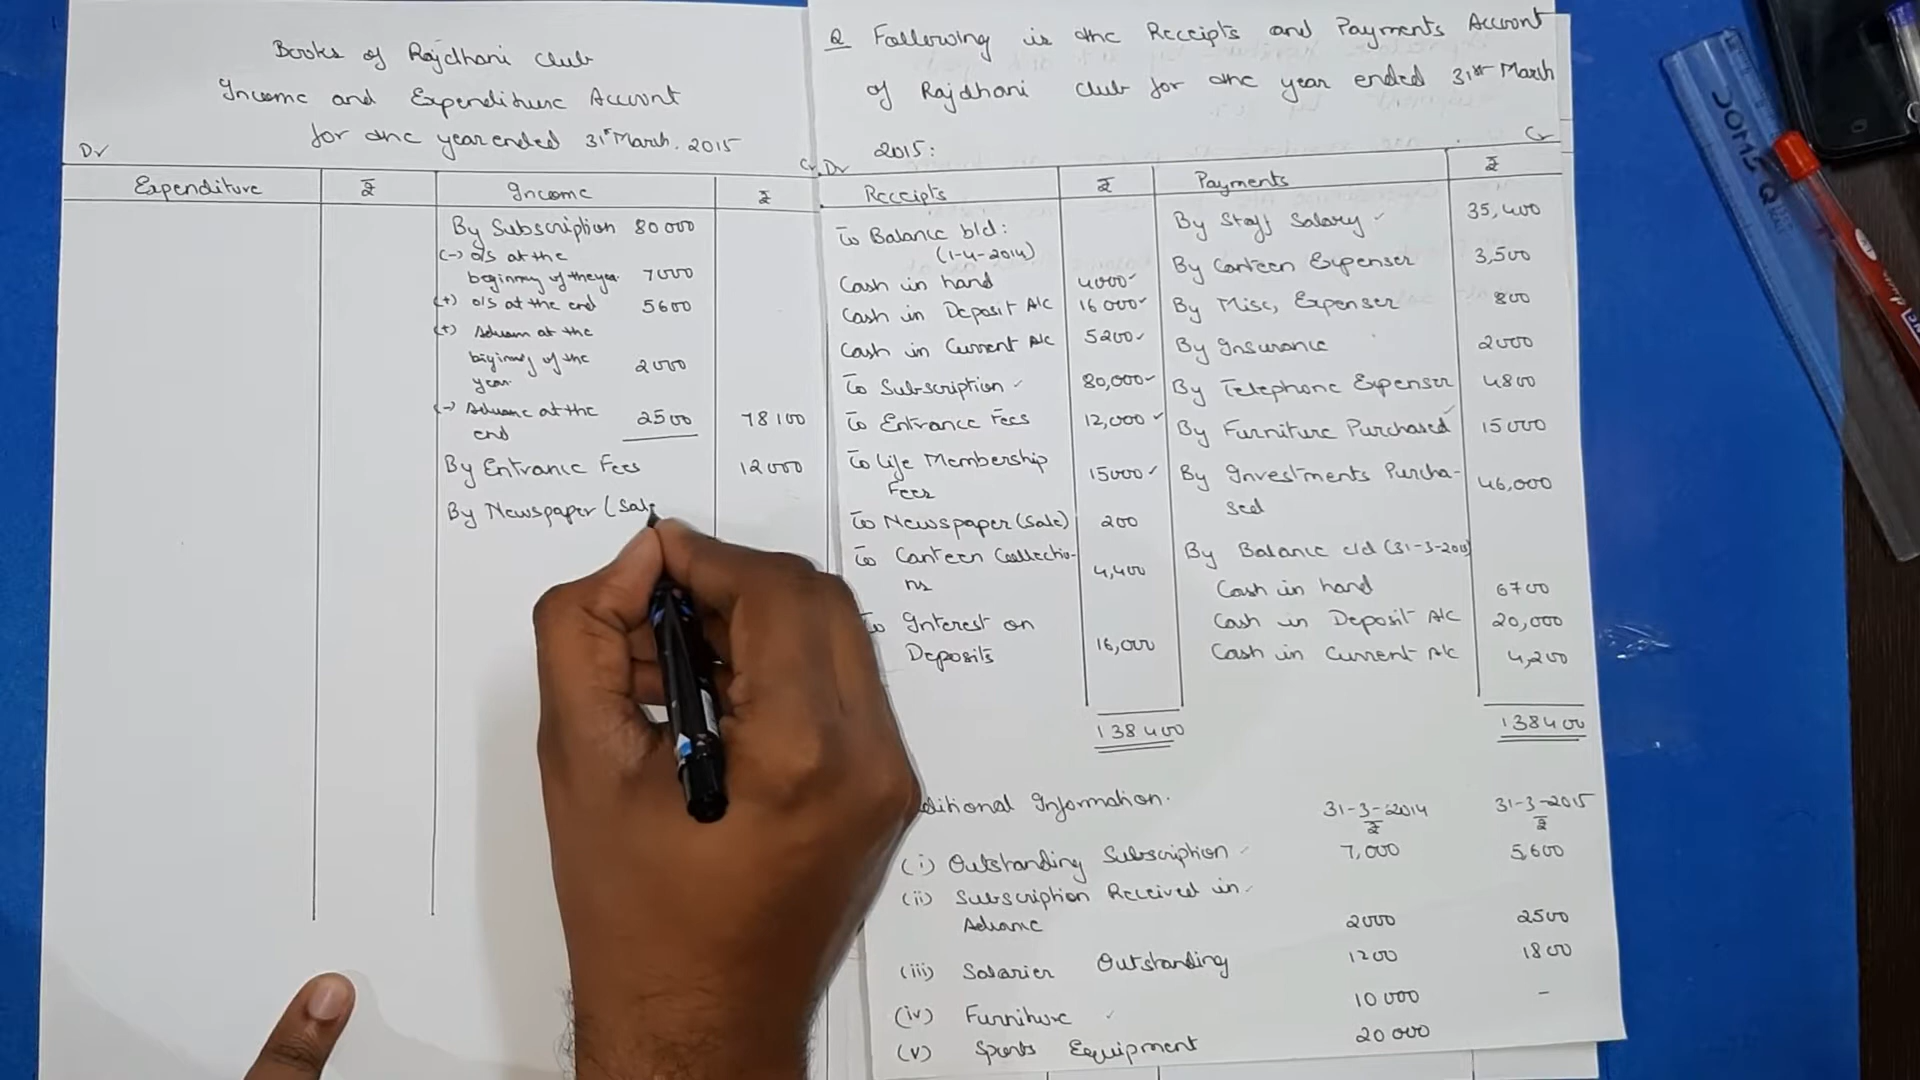 Books of Rajdhani Club
Income and Expenditure Account
for the year ended 31st March. 2015
Dr
Cr
Expenditure ₹ Income ₹
By Subscription 80000
(-) o/s at the
beginning of the year 7000
(+) o/s at the end 5600
(+) Advan at the
biginning of the
year. 2000
(-) Advance at the
end 2500 78100
By Entrance Fees 12000
By Newspaper (Sale
Q Following is the Receipts and Payments Account
of Rajdhani Club for the year ended 31st March
2015:
Dr
Cr
Receipts ₹ Payments ₹
To Balance b/d:
(1-4-2014)
Cash in hand 4000
Cash in Deposit A/c 16000
Cash in Current A/c 5200
To Subscription 80,000
To Entrance Fees 12,000
To Life Membership
Fees 15000
To Newspaper (Sale) 200
To Canteen Collectio-
ns 4,400
To Interest on
Deposits 16,000
138400
By Staff Salary 35,400
By Canteen Expenses 3,500
By Misc, Expenses 800
By Insurance 2000
By Telephone Expenses 4800
By Furniture Purchased 15000
By Investments Purcha-
sed 46,000
By Balance c/d (31-3-2015)
Cash in hand 6700
Cash in Deposit A/c 20,000
Cash in Current A/c 4,200
138400
ditional Information.
31-3-2014 31-3-2015
₹ ₹
(i) Outstanding Subscription 7,000 5,600
(ii) Subscription Received in
Advance 2000 2500
(iii) Salaries Outstanding 1200 1800
(iv) Furniture 10000 -
(v) Sports Equipment 20000
JOMS